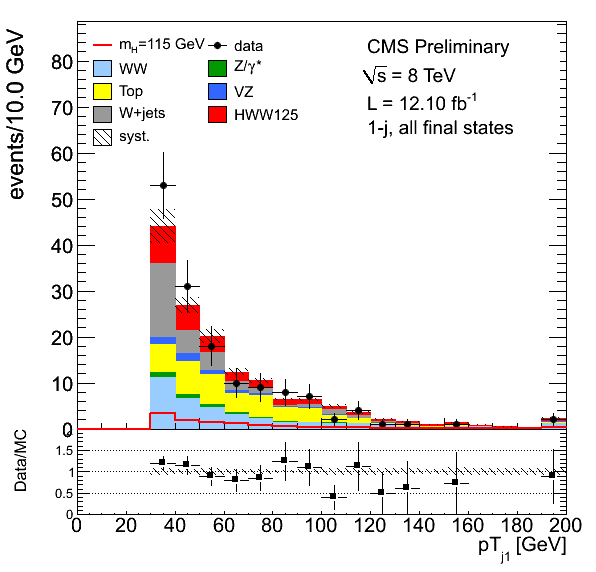 events/10.0 GeV
m_H=115 GeV
data
WW
Z/γ*
Top
VZ
W+jets
HWW125
syst.
CMS Preliminary
√s = 8 TeV
L = 12.10 fb⁻¹
1-j, all final states
80
70
60
50
40
30
20
10
0
Data/MC
1.5
1
0.5
0
0 20 40 60 80 100 120 140 160 180 200
pT_j1 [GeV]